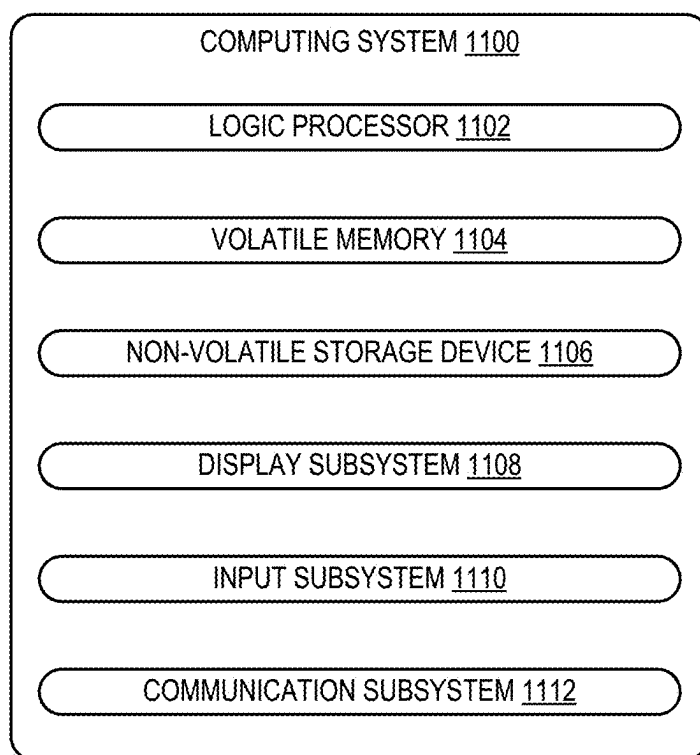 COMPUTING SYSTEM 1100
LOGIC PROCESSOR 1102
VOLATILE MEMORY 1104
NON-VOLATILE STORAGE DEVICE 1106
DISPLAY SUBSYSTEM 1108
INPUT SUBSYSTEM 1110
COMMUNICATION SUBSYSTEM 1112